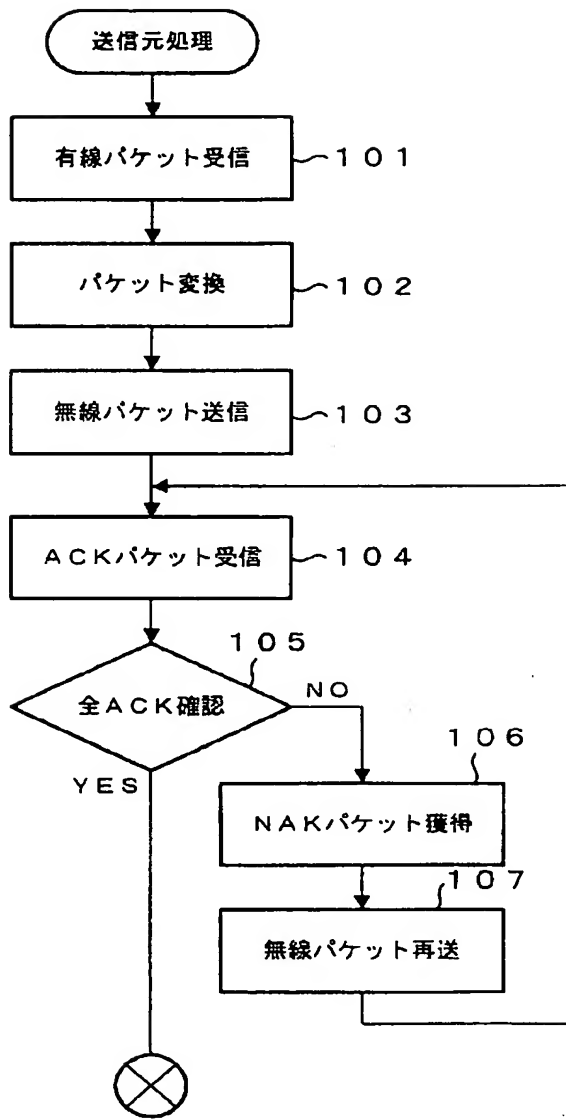 送信元処理
有線パケット受信
101
パケット変換
102
無線パケット送信
103
ACKパケット受信
104
105
全ACK確認
NO
YES
106
NAKパケット獲得
107
無線パケット再送